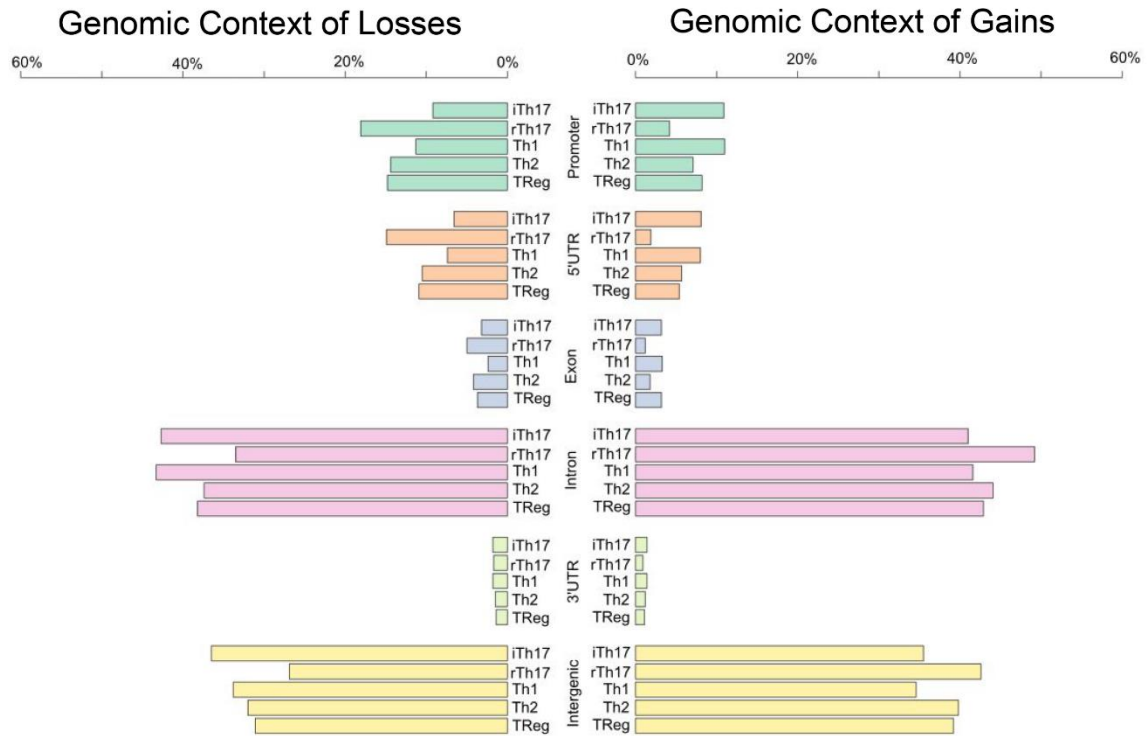 Genomic Context of Losses
Genomic Context of Gains
60% 40% 20% 0%
0% 20% 40% 60%
Promoter
iTh17 iTh17
rTh17 rTh17
Th1 Th1
Th2 Th2
TReg TReg
5'UTR
iTh17 iTh17
rTh17 rTh17
Th1 Th1
Th2 Th2
TReg TReg
Exon
iTh17 iTh17
rTh17 rTh17
Th1 Th1
Th2 Th2
TReg TReg
Intron
iTh17 iTh17
rTh17 rTh17
Th1 Th1
Th2 Th2
TReg TReg
3'UTR
iTh17 iTh17
rTh17 rTh17
Th1 Th1
Th2 Th2
TReg TReg
Intergenic
iTh17 iTh17
rTh17 rTh17
Th1 Th1
Th2 Th2
TReg TReg